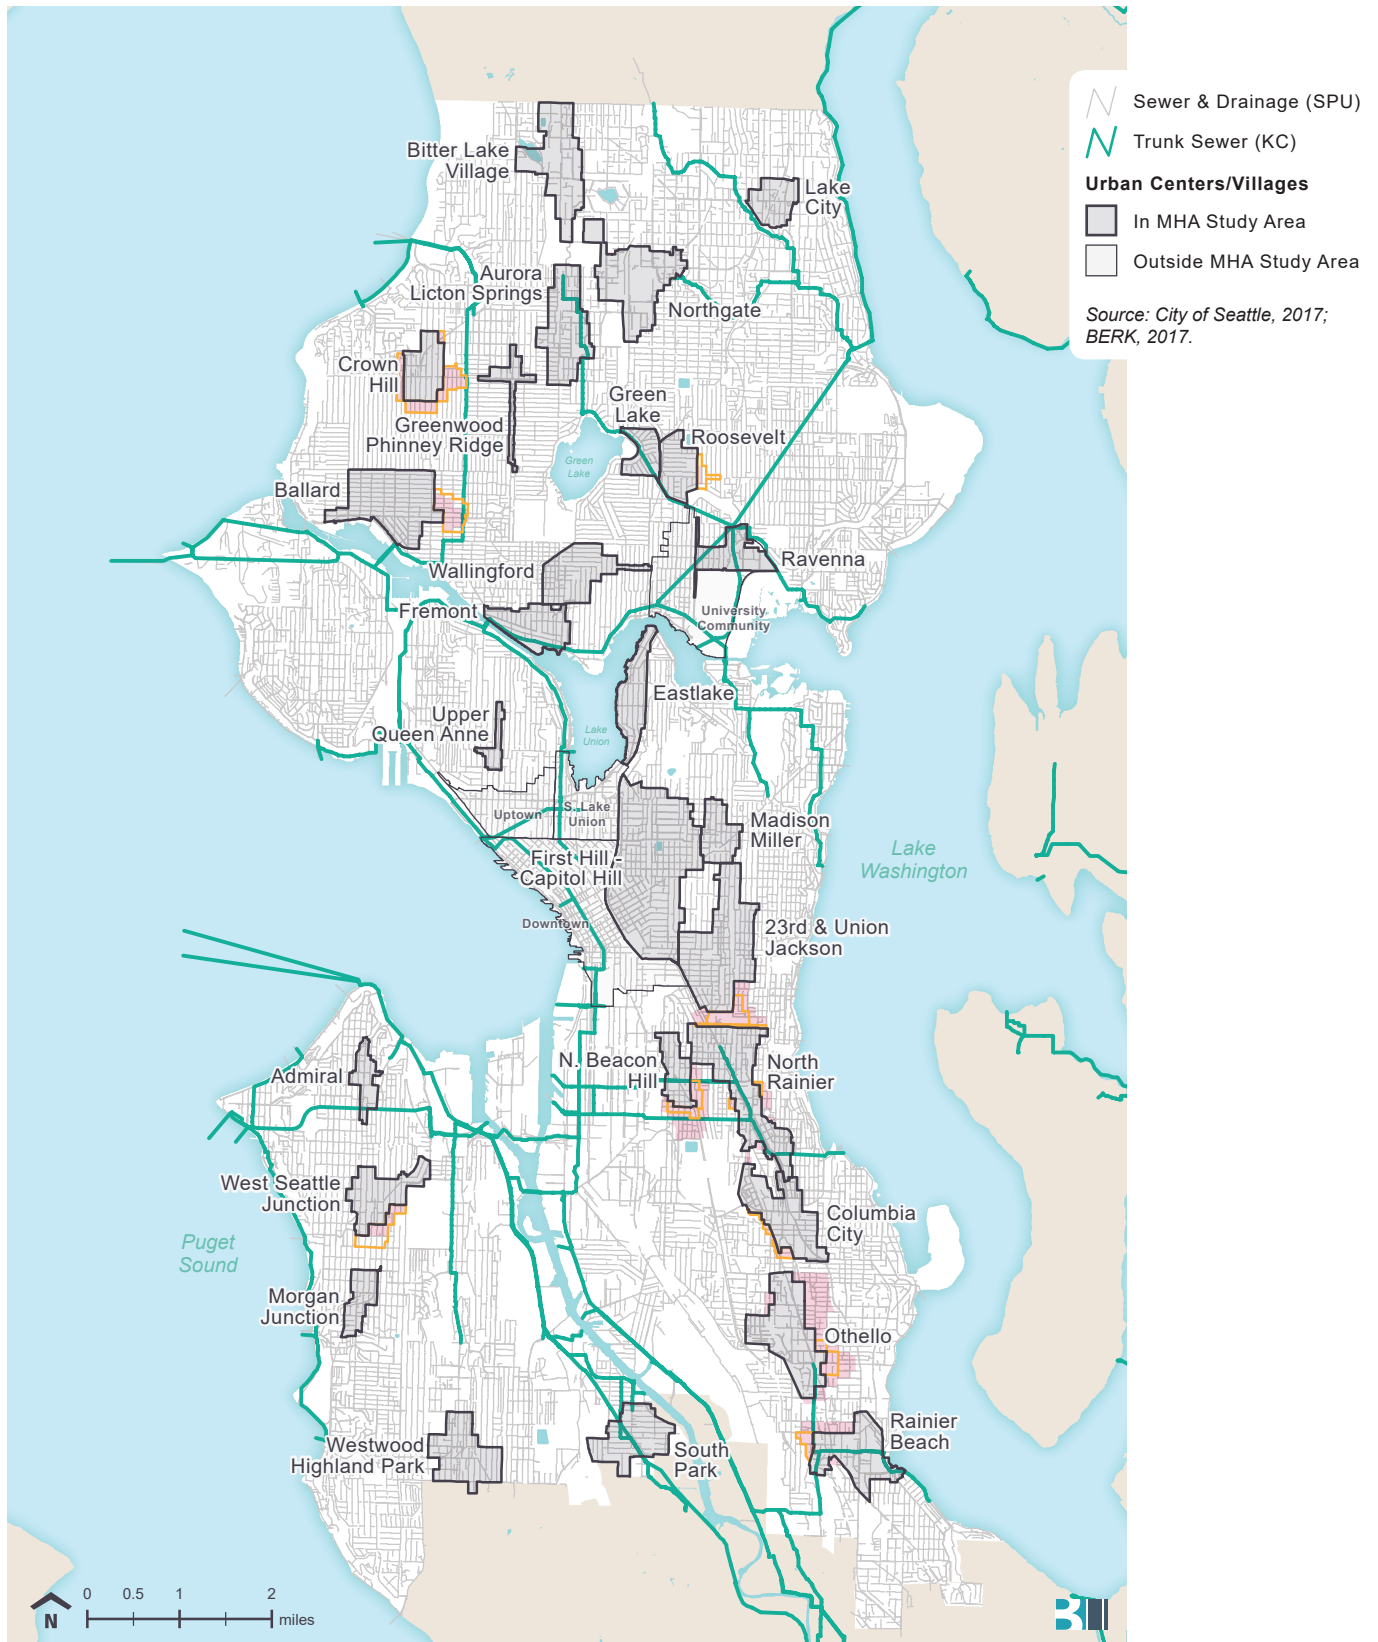 Sewer & Drainage (SPU)
Trunk Sewer (KC)
Urban Centers/Villages
In MHA Study Area
Outside MHA Study Area
Source: City of Seattle, 2017;
BERK, 2017.
Bitter Lake
Village
Lake
City
Aurora
Licton Springs
Northgate
Crown
Hill
Green
Lake
Greenwood
Phinney Ridge
Roosevelt
Green
Lake
Ballard
Wallingford
Ravenna
Fremont
University
Community
Eastlake
Upper
Queen Anne
Lake
Union
Uptown
S. Lake
Union
Madison
Miller
Lake
Washington
First Hill -
Capitol Hill
Downtown
23rd & Union
Jackson
N. Beacon
Hill
North
Rainier
Admiral
West Seattle
Junction
Columbia
City
Puget
Sound
Morgan
Junction
Othello
Rainier
Beach
Westwood
Highland Park
South
Park
N
0 0.5 1 2
miles
B